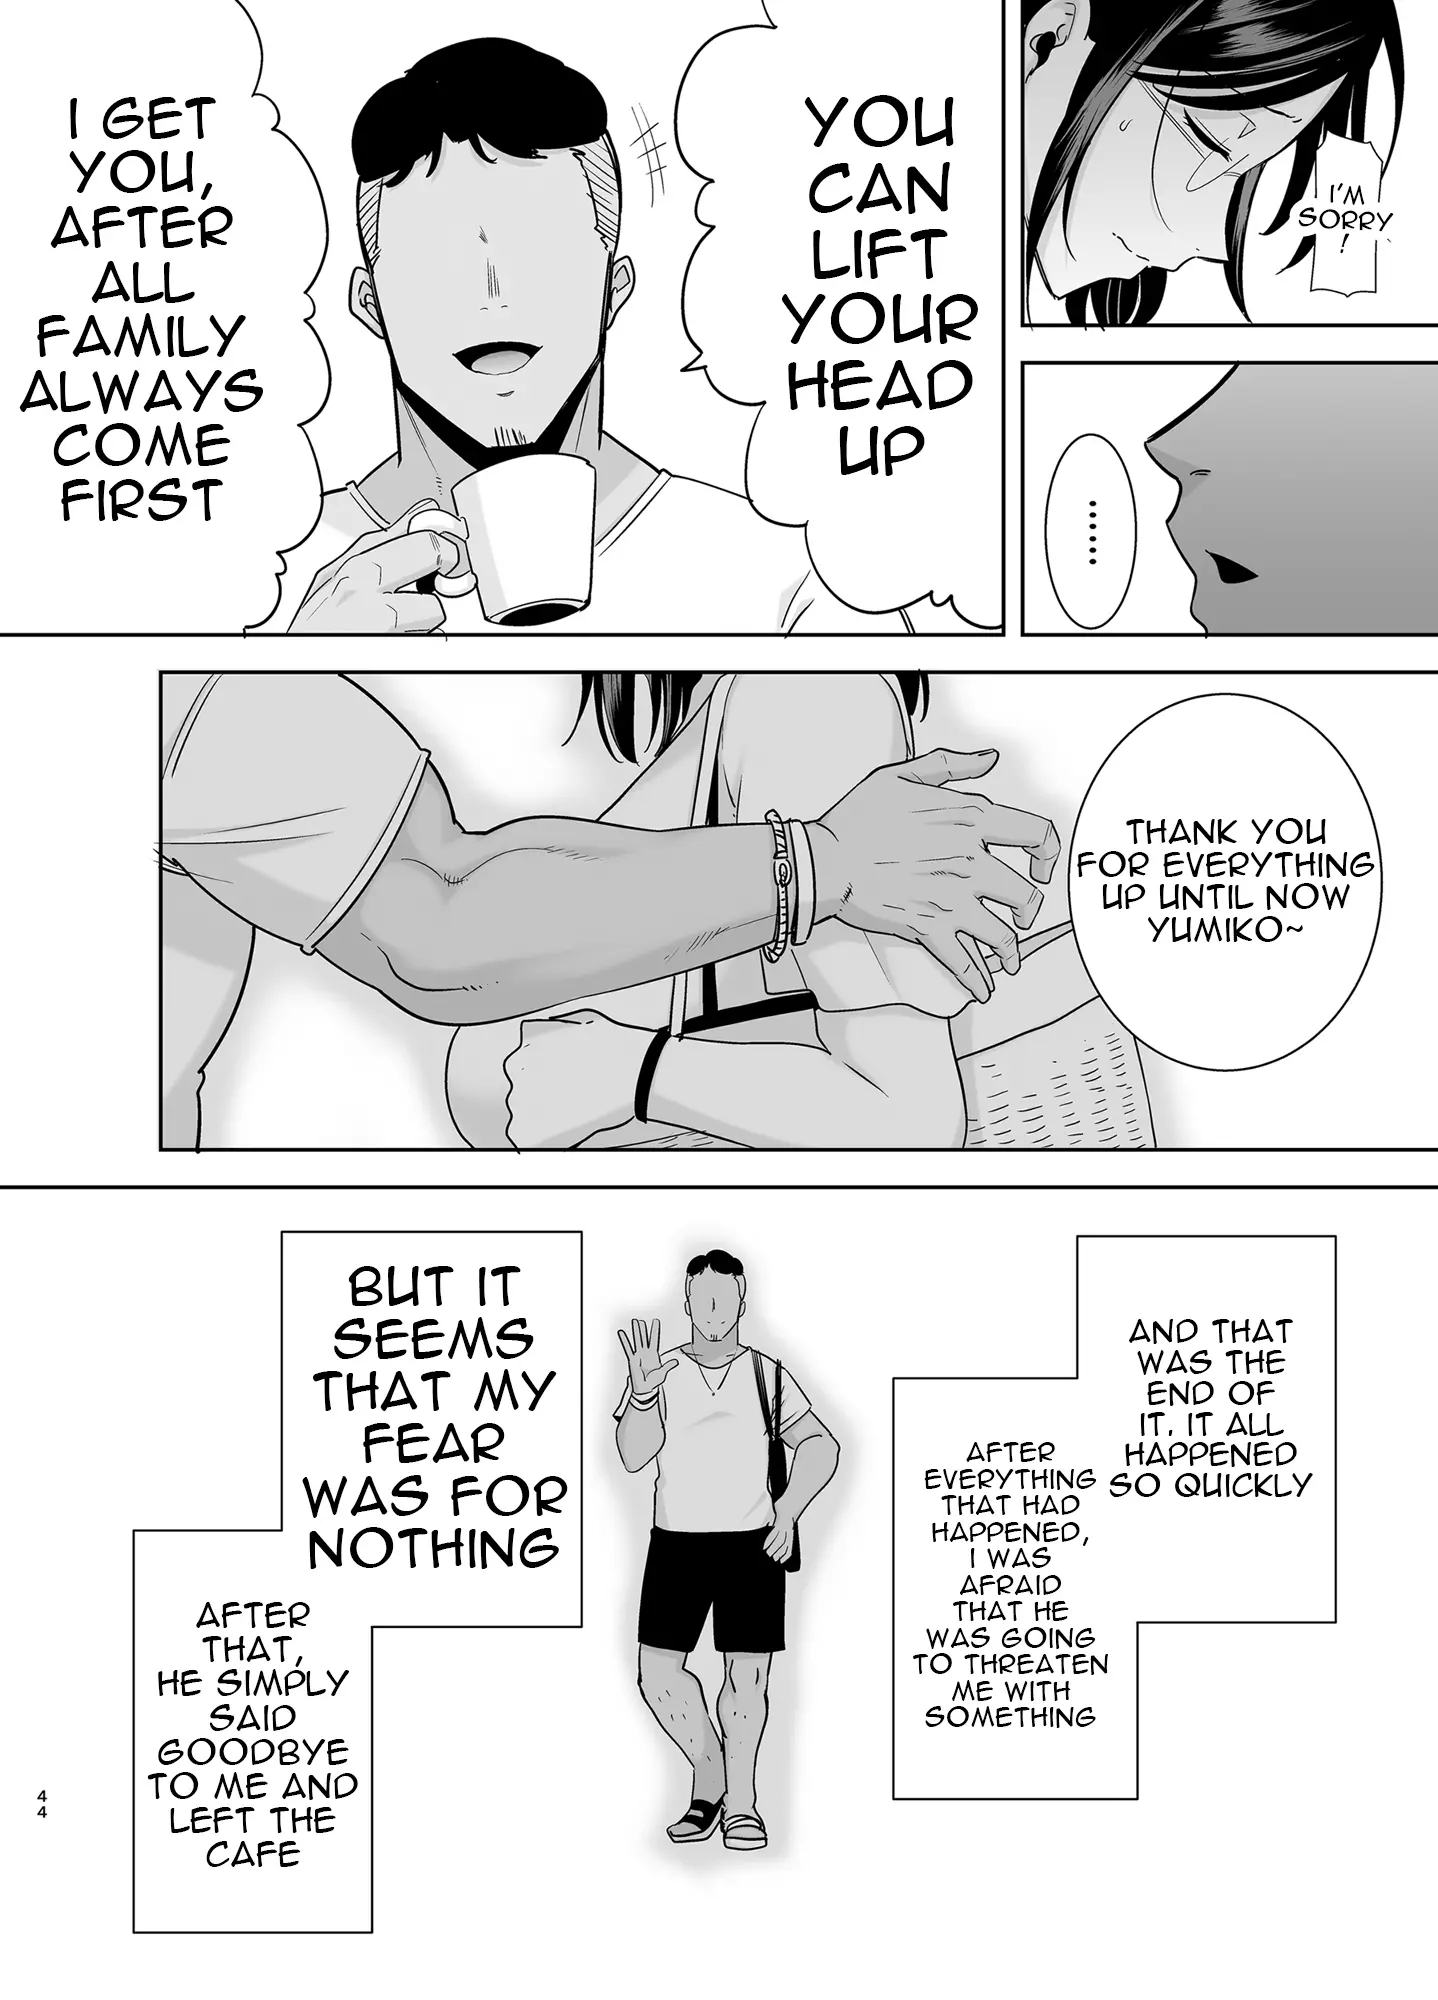 I'M
SORRY
!
......
YOU
CAN
LIFT
YOUR
HEAD
UP
I GET
YOU,
AFTER
ALL
FAMILY
ALWAYS
COME
FIRST
THANK YOU
FOR EVERYTHING
UP UNTIL NOW
YUMIKO~
AND THAT
WAS THE
END OF
IT. IT ALL
HAPPENED
SO QUICKLY
AFTER
EVERYTHING
THAT HAD
HAPPENED,
I WAS
AFRAID
THAT HE
WAS GOING
TO THREATEN
ME WITH
SOMETHING
BUT IT
SEEMS
THAT MY
FEAR
WAS FOR
NOTHING
AFTER
THAT,
HE SIMPLY
SAID
GOODBYE
TO ME AND
LEFT THE
CAFE
44